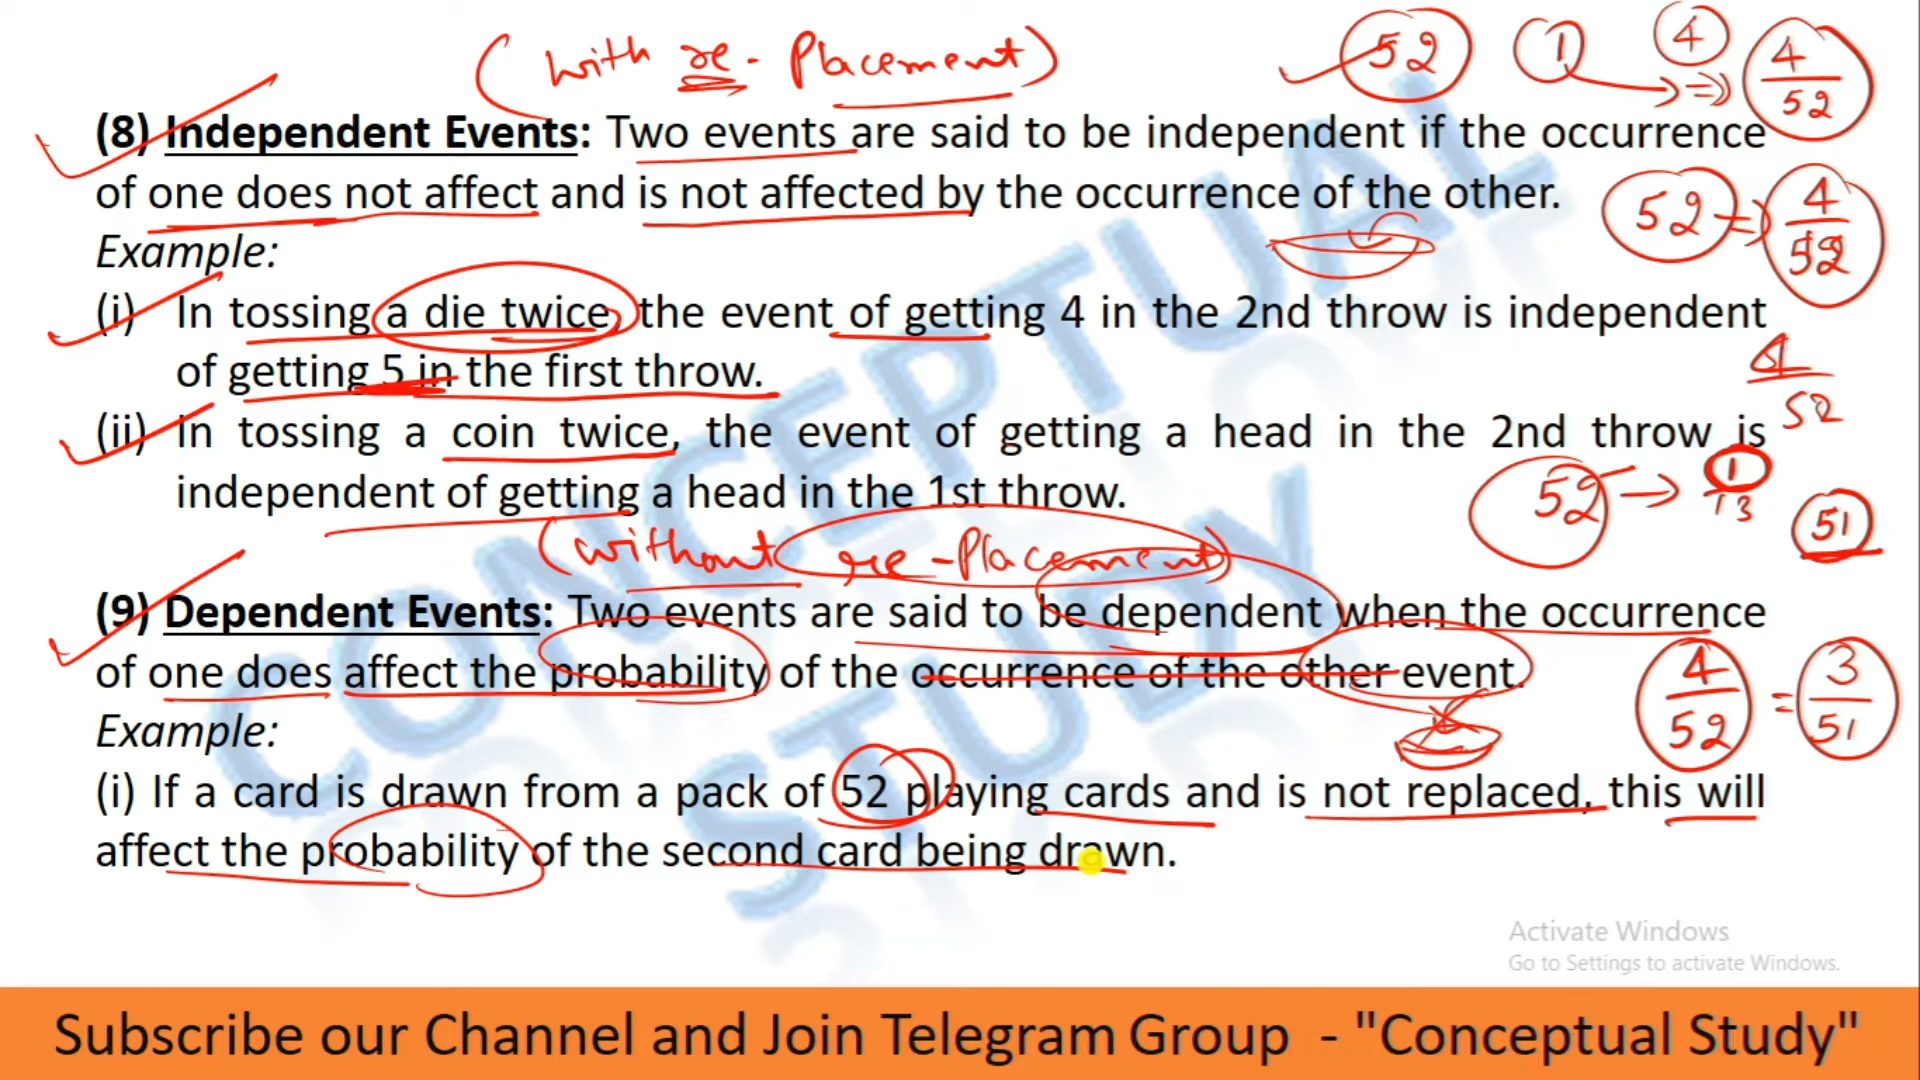 (with re-Placement)
52 1 4 4/52
(8) Independent Events: Two events are said to be independent if the occurrence
of one does not affect and is not affected by the occurrence of the other.
52 => 4/52
Example:
(i) In tossing a die twice, the event of getting 4 in the 2nd throw is independent
of getting 5 in the first throw.
4/52
(ii) In tossing a coin twice, the event of getting a head in the 2nd throw is
independent of getting a head in the 1st throw.
52 → 1/13
51
(without re-Placement)
(9) Dependent Events: Two events are said to be dependent when the occurrence
of one does affect the probability of the occurrence of the other event.
4/52 = 3/51
Example:
(i) If a card is drawn from a pack of 52 playing cards and is not replaced, this will
affect the probability of the second card being drawn.
CONCEPTUAL
STUDY
Activate Windows
Go to Settings to activate Windows.
Subscribe our Channel and Join Telegram Group - "Conceptual Study"